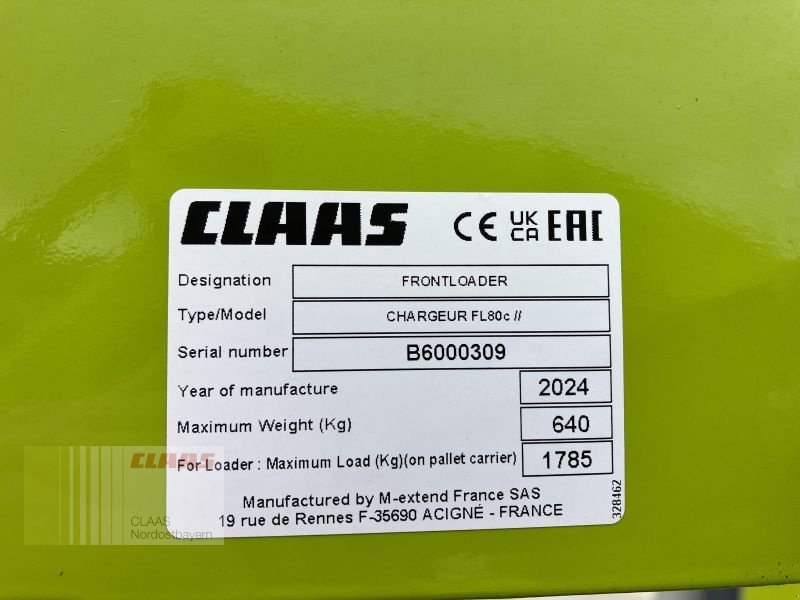 CLAAS CE UK CA EAC
Designation FRONTLOADER
Type/Model CHARGEUR FL80c //
Serial number B6000309
Year of manufacture 2024
Maximum Weight (Kg) 640
For Loader : Maximum Load (Kg)(on pallet carrier) 1785
Manufactured by M-extend France SAS
19 rue de Rennes F-35690 ACIGNÉ - FRANCE
328462
CLAAS
CLAAS
Nordostbayern